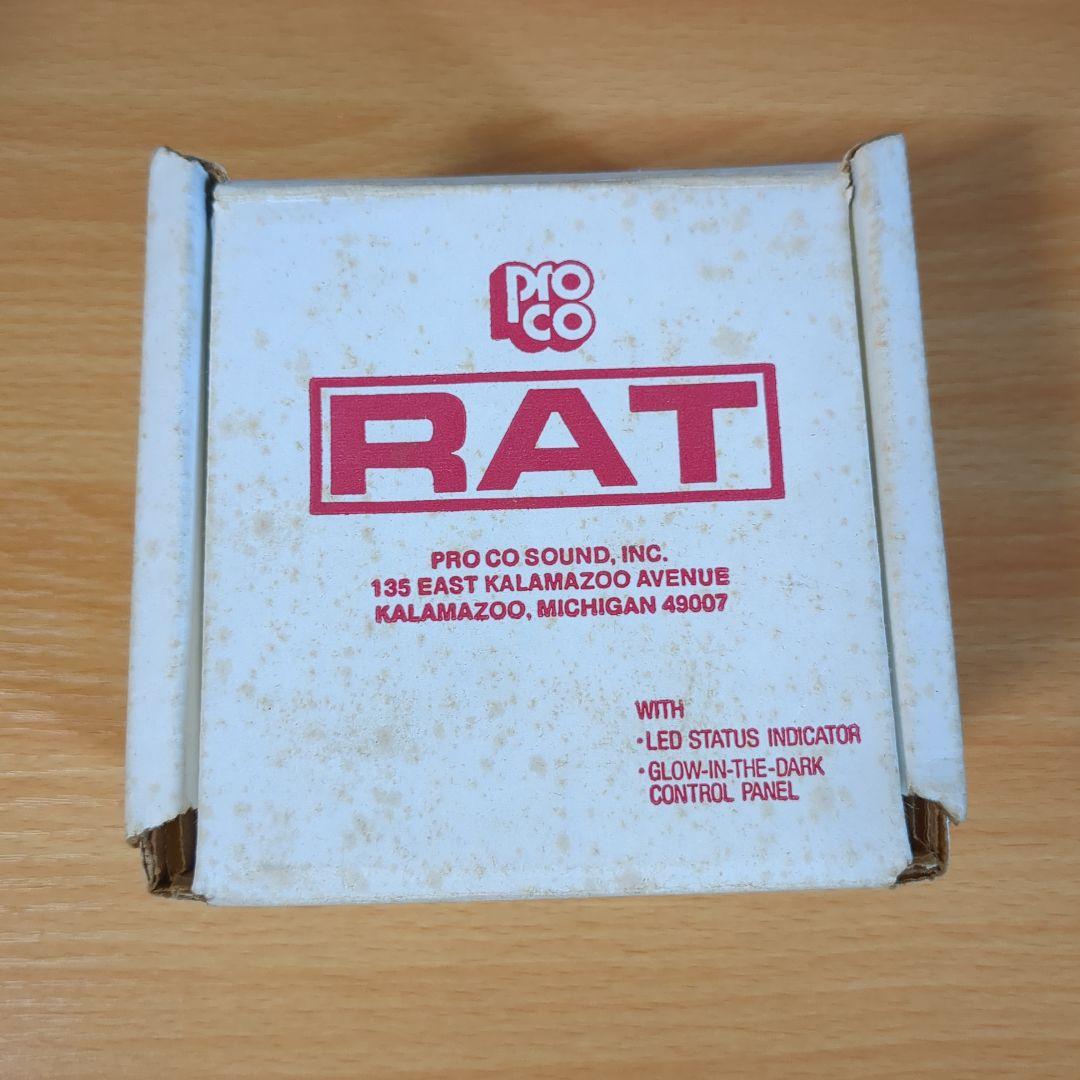 pro
co
RAT
PRO CO SOUND, INC.
135 EAST KALAMAZOO AVENUE
KALAMAZOO, MICHIGAN 49007
WITH
•LED STATUS INDICATOR
•GLOW-IN-THE-DARK
CONTROL PANEL